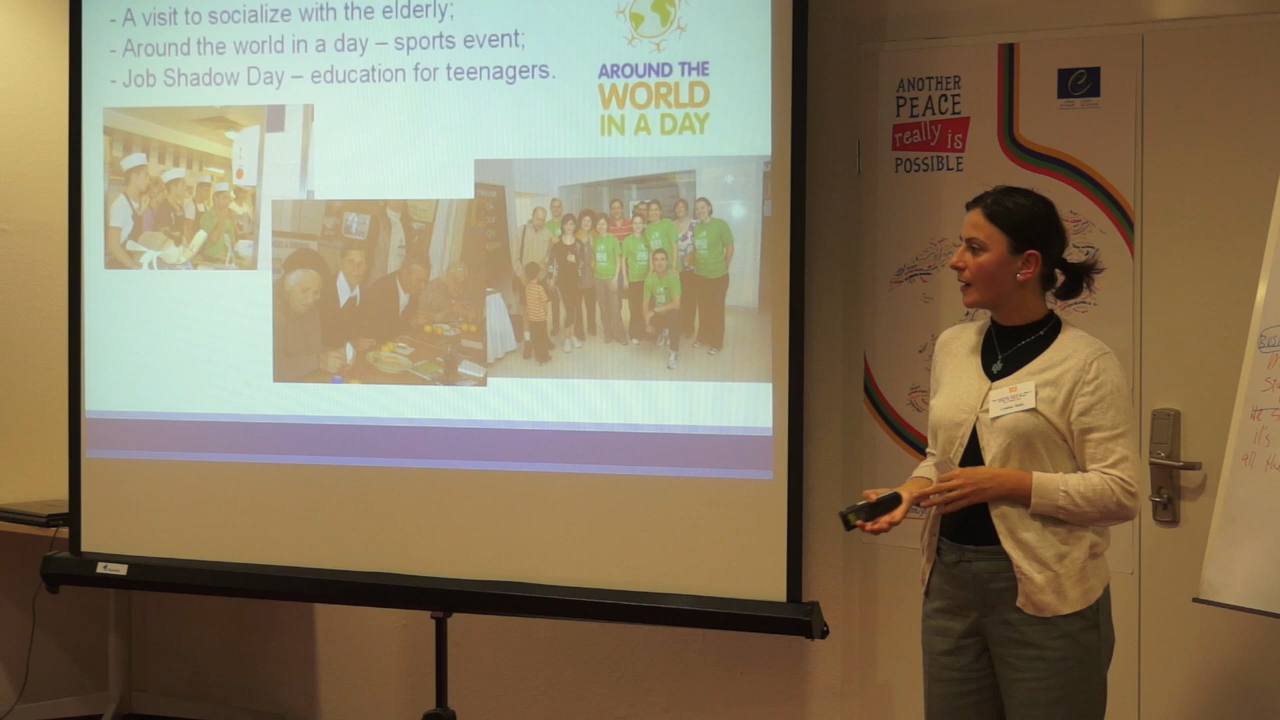 - A visit to socialize with the elderly;
- Around the world in a day – sports event;
- Job Shadow Day – education for teenagers.
AROUND THE
WORLD
IN A DAY
ANOTHER
PEACE
really is
POSSIBLE
it's